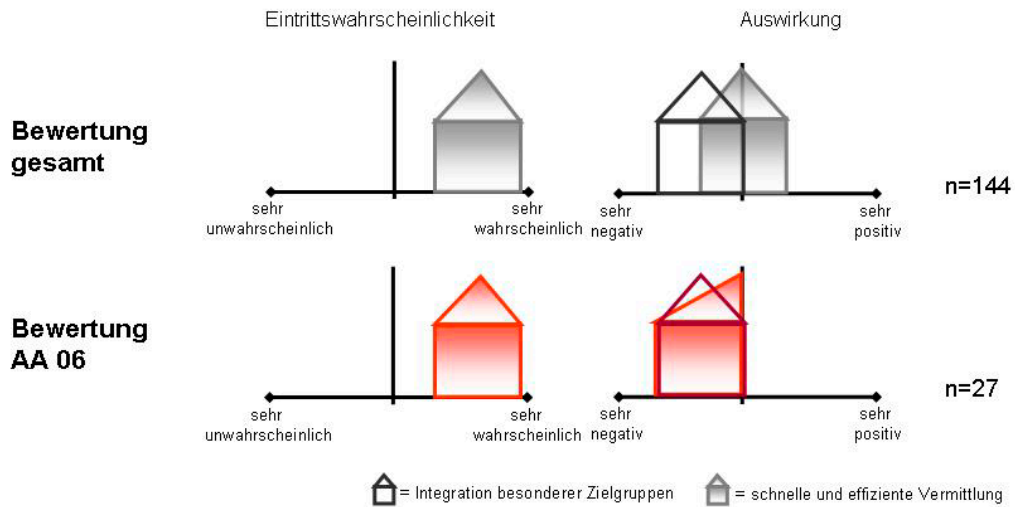 Eintrittswahrscheinlichkeit
Auswirkung
Bewertung
gesamt
n=144
sehr
unwahrscheinlich
sehr
wahrscheinlich
sehr
negativ
sehr
positiv
Bewertung
AA 06
n=27
sehr
unwahrscheinlich
sehr
wahrscheinlich
sehr
negativ
sehr
positiv
= Integration besonderer Zielgruppen
= schnelle und effiziente Vermittlung